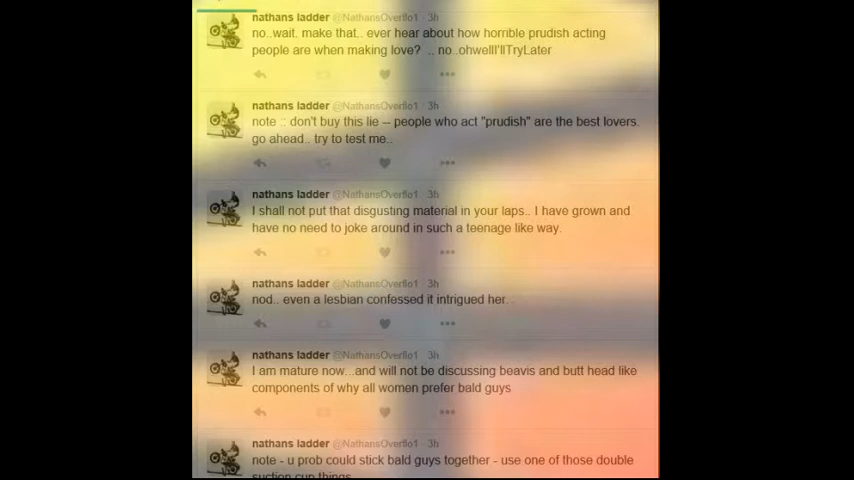 nathans ladder @NathansOverflo1 · 3h
no..wait. make that.. ever hear about how horrible prudish acting
people are when making love? .. no..ohwellI'llTryLater
nathans ladder @NathansOverflo1 · 3h
note :: don't buy this lie -- people who act "prudish" are the best lovers.
go ahead.. try to test me..
nathans ladder @NathansOverflo1 · 3h
I shall not put that disgusting material in your laps.. I have grown and
have no need to joke around in such a teenage like way.
nathans ladder @NathansOverflo1 · 3h
nod.. even a lesbian confessed it intrigued her..
nathans ladder @NathansOverflo1 · 3h
I am mature now...and will not be discussing beavis and butt head like
components of why all women prefer bald guys
nathans ladder @NathansOverflo1 · 3h
note - u prob could stick bald guys together - use one of those double
suction cup things